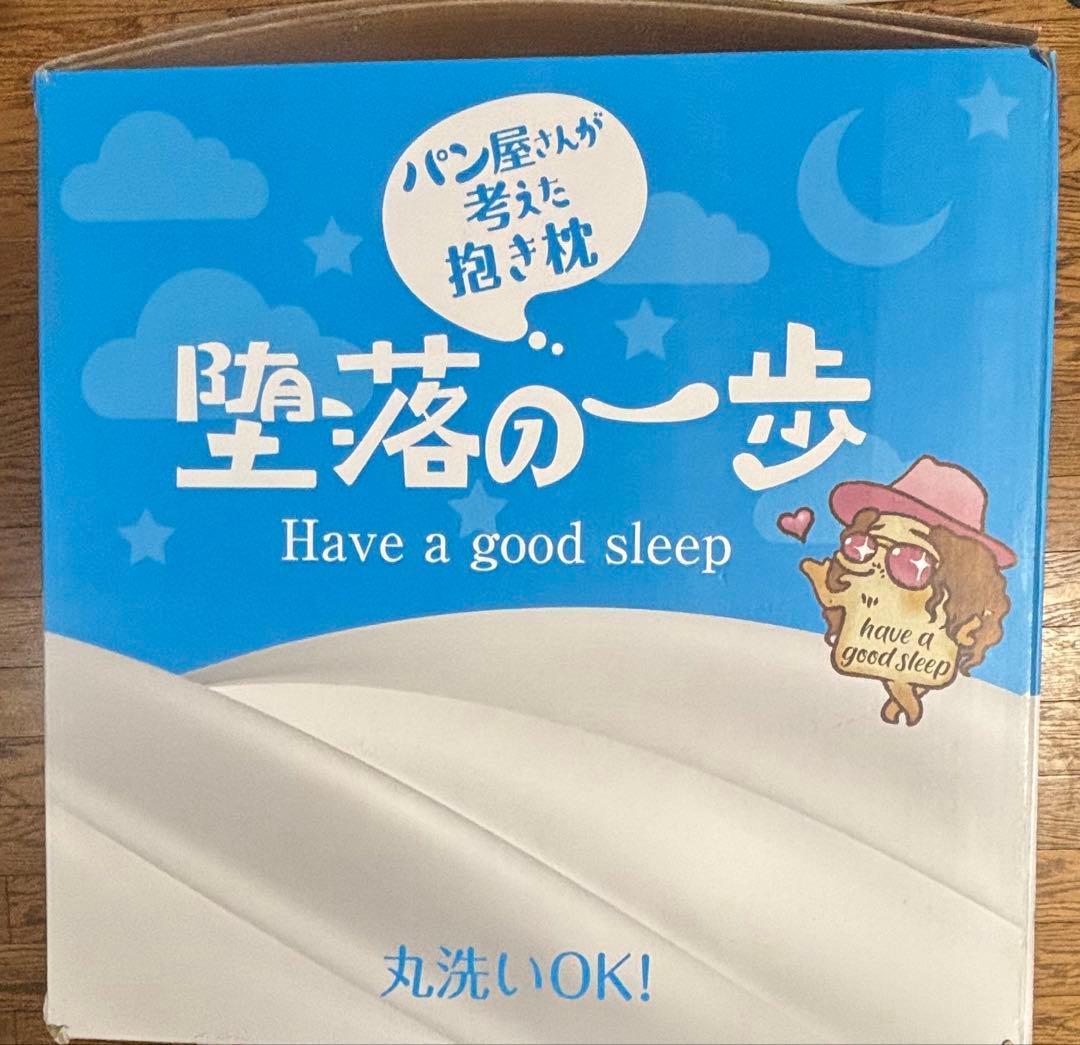 パン屋さんが
考えた
抱き枕
堕落の一歩
Have a good sleep
have a
good sleep
丸洗いOK!